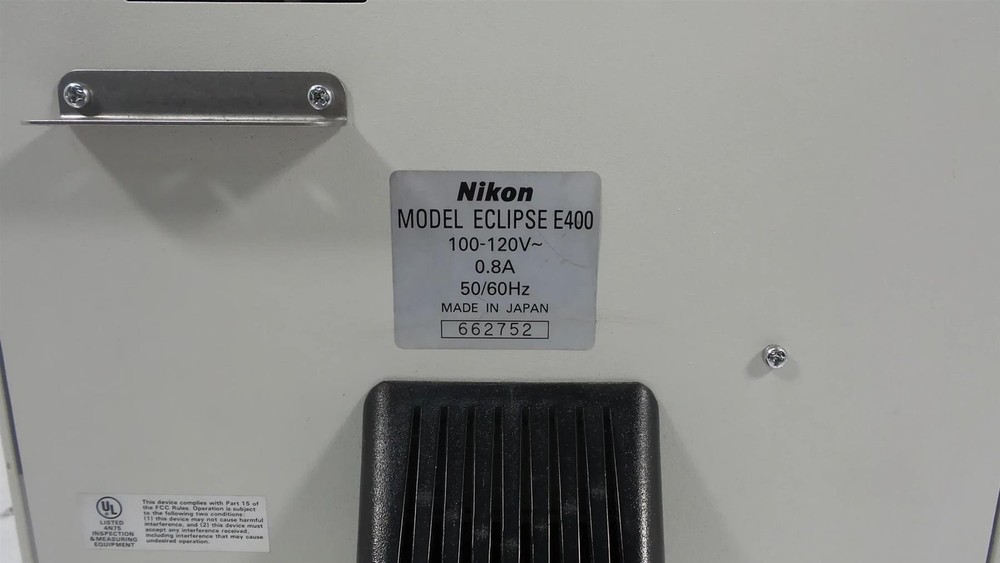 Nikon
MODEL ECLIPSE E400
100-120V~
0.8A
50/60Hz
MADE IN JAPAN
662752
UL
LISTED
4N75
INSPECTION
& MEASURING
EQUIPMENT
This device complies with Part 15 of
the FCC Rules. Operation is subject
to the following two conditions:
(1) this device may not cause harmful
interference, and (2) this device must
accept any interference received,
including interference that may cause
undesired operation.